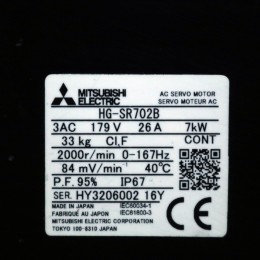 MITSUBISHI ELECTRIC AC SERVO MOTOR
SERVO MOTEUR AC
HG-SR702B
3AC 179 V 26 A 7kW
33 kg CI.F CONT
2000r/min 0-167Hz
84 mV/min 40℃
P.F. 95% IP67
SER. HY3206002 16Y
MADE IN JAPAN IEC60034-1
FABRIQUÉ AU JAPON IEC61800-3
MITSUBISHI ELECTRIC CORPORATION
TOKYO 100-8310 JAPAN